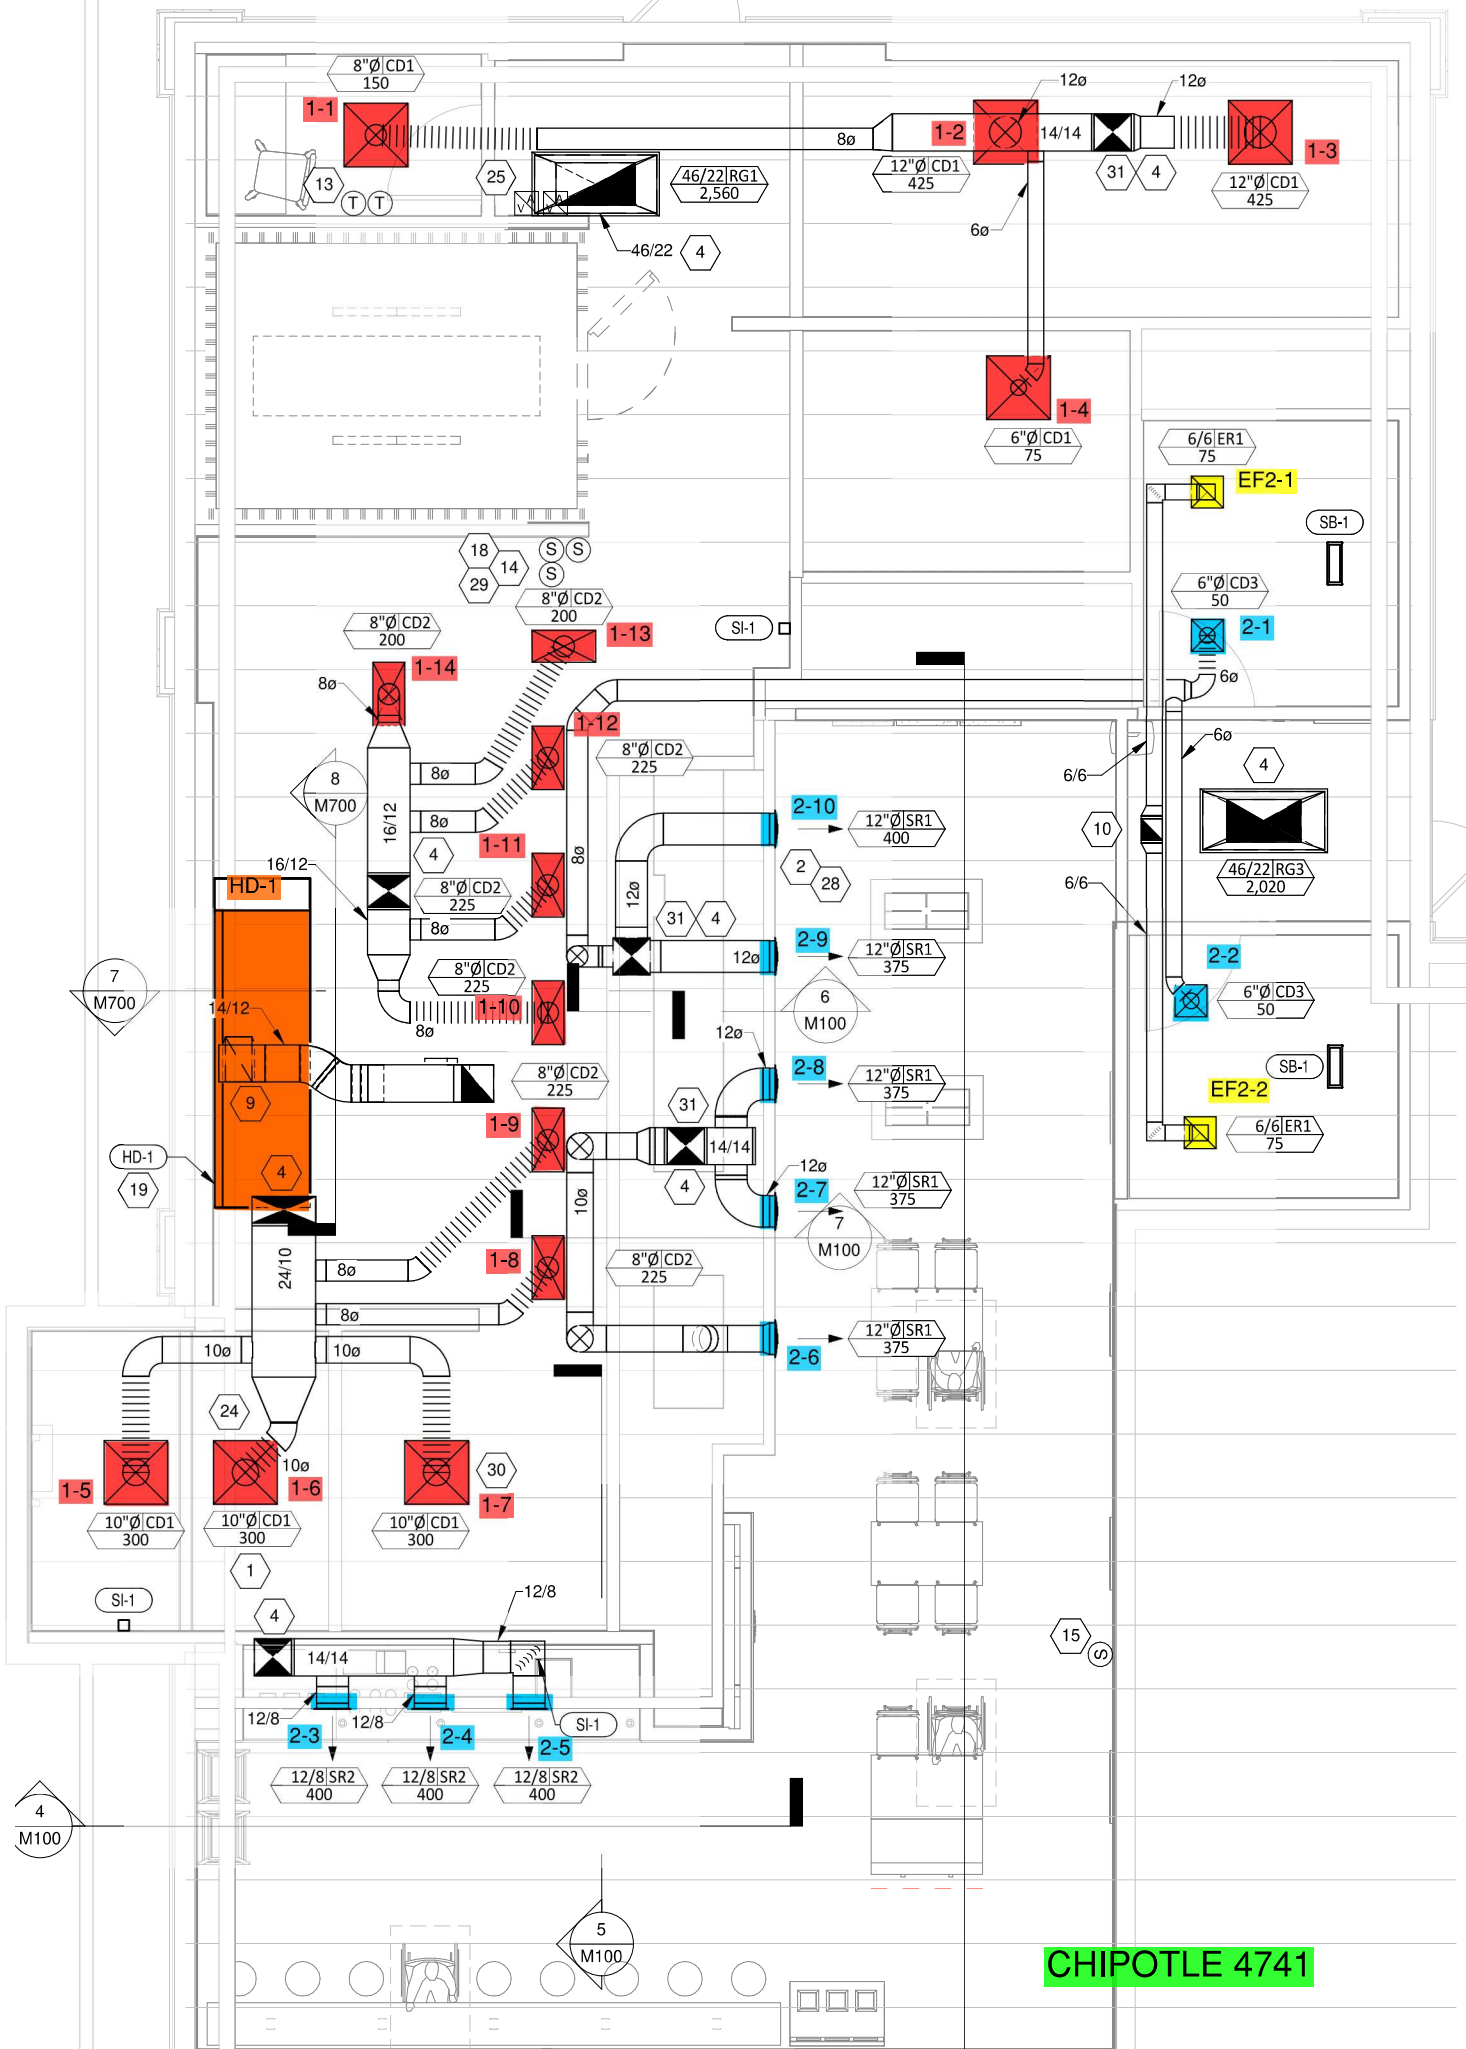 8"Ø CD1
150
1-1
13
T T
25
V A V A
8ø
46/22 RG1
2,560
46/22
4
12ø
12ø
1-2
14/14
1-3
12"Ø CD1
425
31
4
12"Ø CD1
425
6ø
1-4
6"Ø CD1
75
6/6 ER1
75
EF2-1
SB-1
18
14
29
S S
S
8"Ø CD2
200
8"Ø CD2
200
1-13
SI-1
6"Ø CD3
50
2-1
1-14
8ø
6ø
1-12
8"Ø CD2
225
6ø
6/6
4
8
M700
8ø
8ø
16/12
1-11
4
8ø
2-10
12"Ø SR1
400
10
16/12
8"Ø CD2
225
2
28
46/22 RG3
2,020
6/6
HD-1
12ø
31
4
8ø
2-9
12ø
12"Ø SR1
375
2-2
7
M700
8"Ø CD2
225
1-10
14/12
8ø
6
M100
6"Ø CD3
50
12ø
2-8
12"Ø SR1
375
8"Ø CD2
225
SB-1
EF2-2
9
31
1-9
6/6 ER1
75
HD-1
19
4
14/14
4
12ø
2-7
12"Ø SR1
375
10ø
7
M100
24/10
8ø
1-8
8"Ø CD2
225
8ø
12"Ø SR1
375
2-6
10ø
10ø
24
10ø
30
1-5
1-6
1-7
10"Ø CD1
300
10"Ø CD1
300
10"Ø CD1
300
1
SI-1
4
12/8
14/14
15
S
12/8
12/8
2-3
2-4
2-5
SI-1
12/8 SR2
400
12/8 SR2
400
12/8 SR2
400
4
M100
5
M100
CHIPOTLE 4741